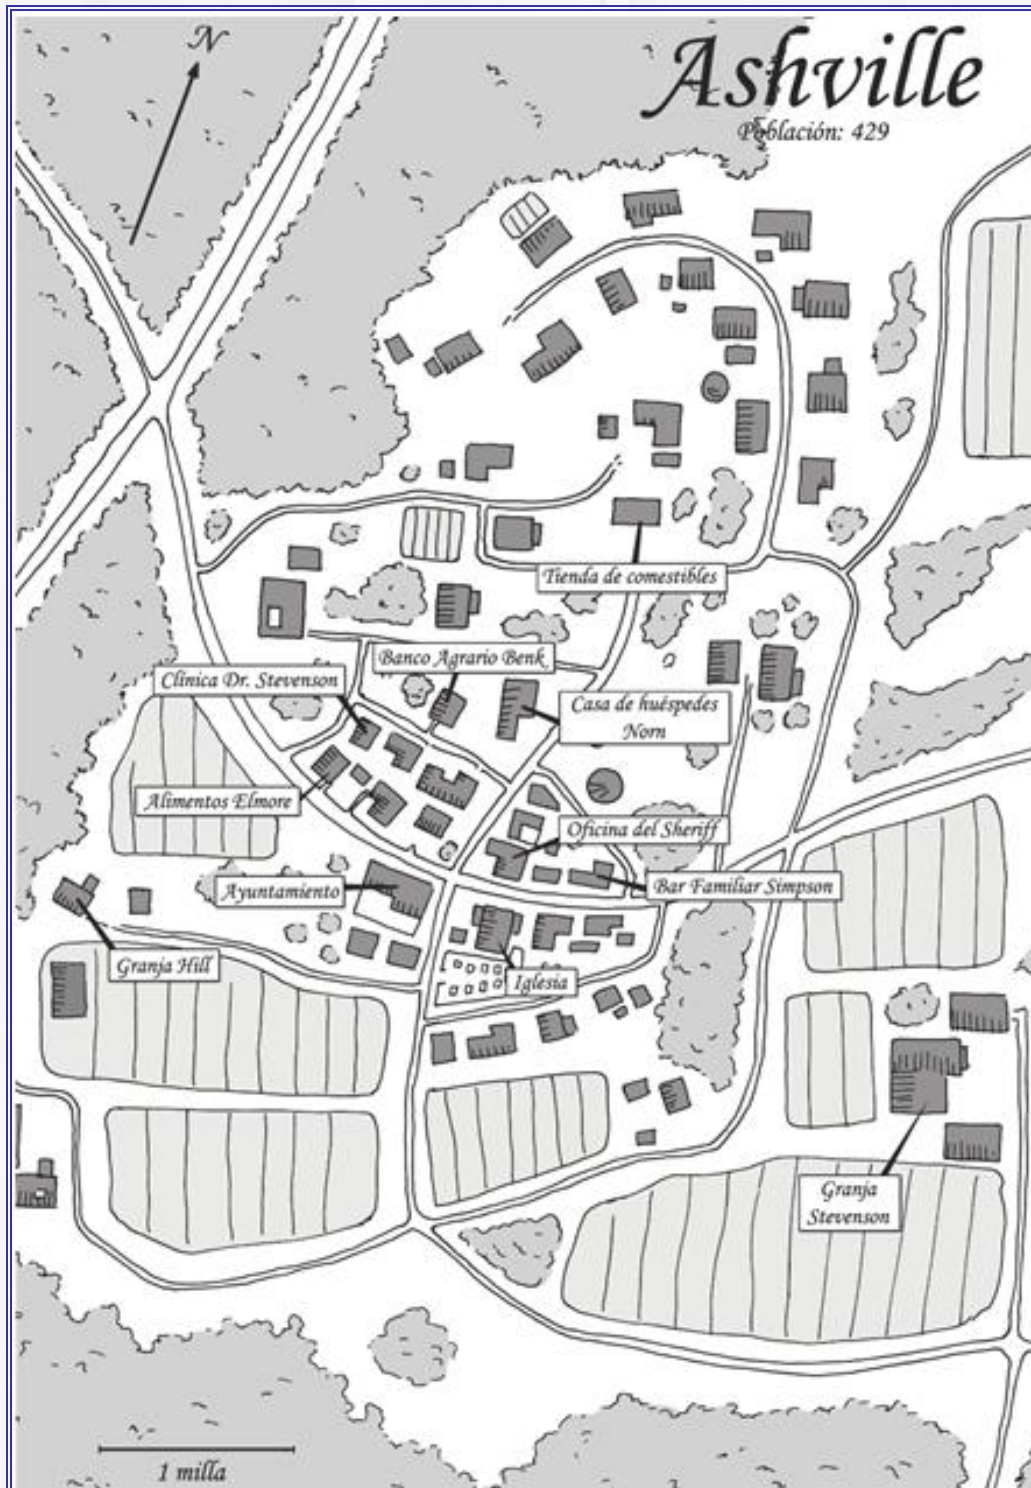 N
Ashville
Población: 429
Tienda de comestibles
Banco Agrario Benk
Clínica Dr. Stevenson
Casa de huéspedes
Norn
Alimentos Elmore
Oficina del Sheriff
Ayuntamiento
Bar Familiar Simpson
Granja Hill
Iglesia
Granja
Stevenson
1 milla